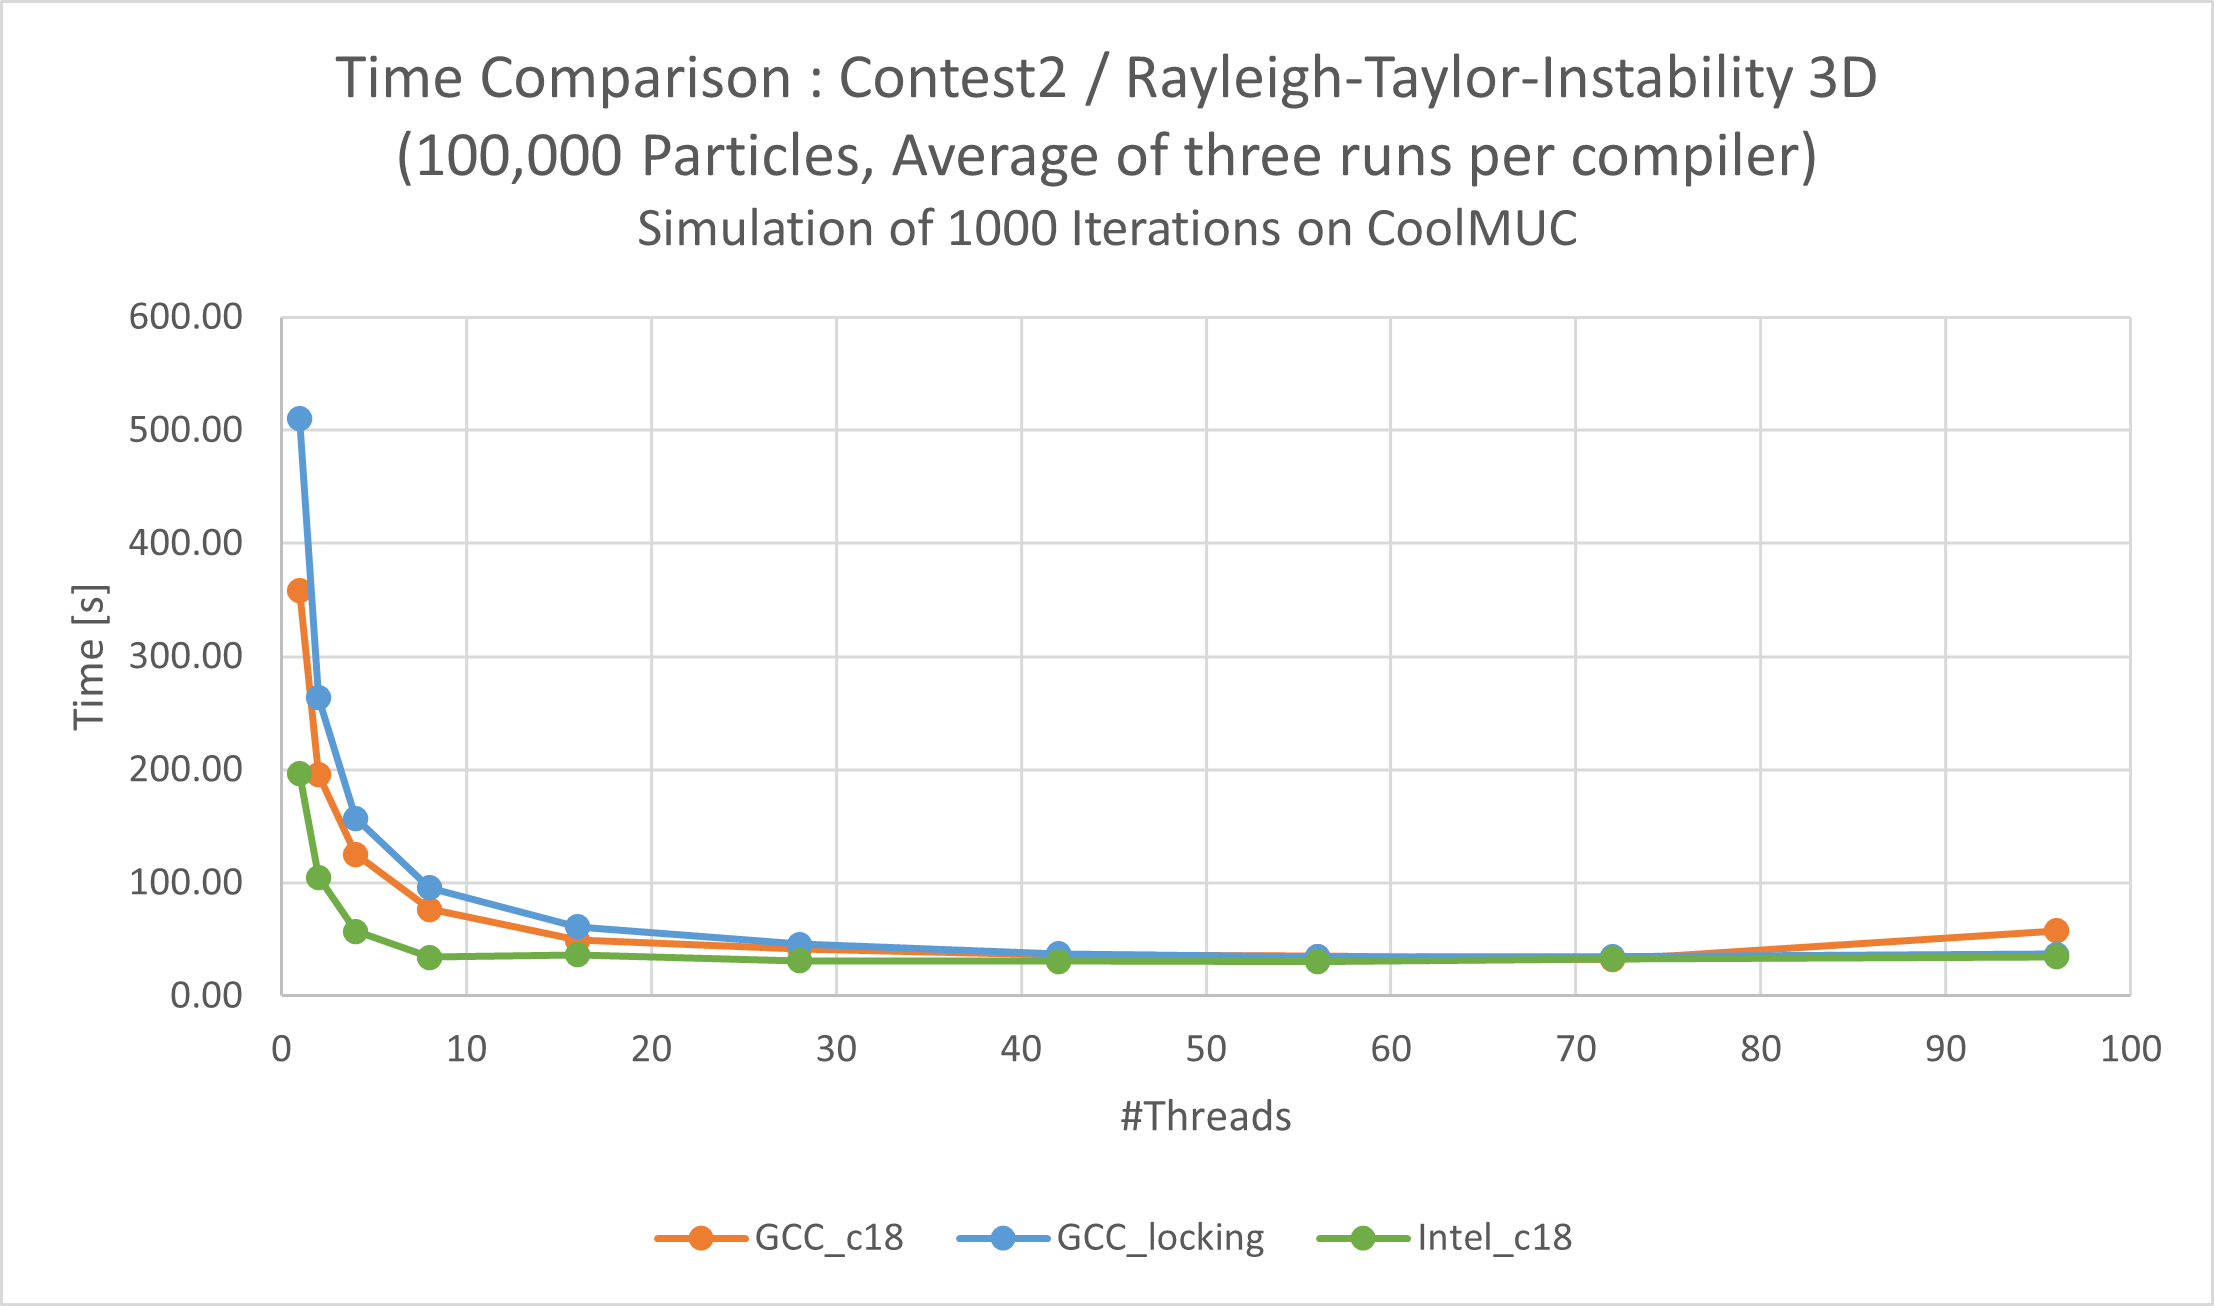 Time Comparison : Contest2 / Rayleigh-Taylor-Instability 3D
(100,000 Particles, Average of three runs per compiler)
Simulation of 1000 Iterations on CoolMUC
600.00
500.00
400.00
300.00
200.00
100.00
0.00
Time [s]
0 10 20 30 40 50 60 70 80 90 100
#Threads
GCC_c18 GCC_locking Intel_c18